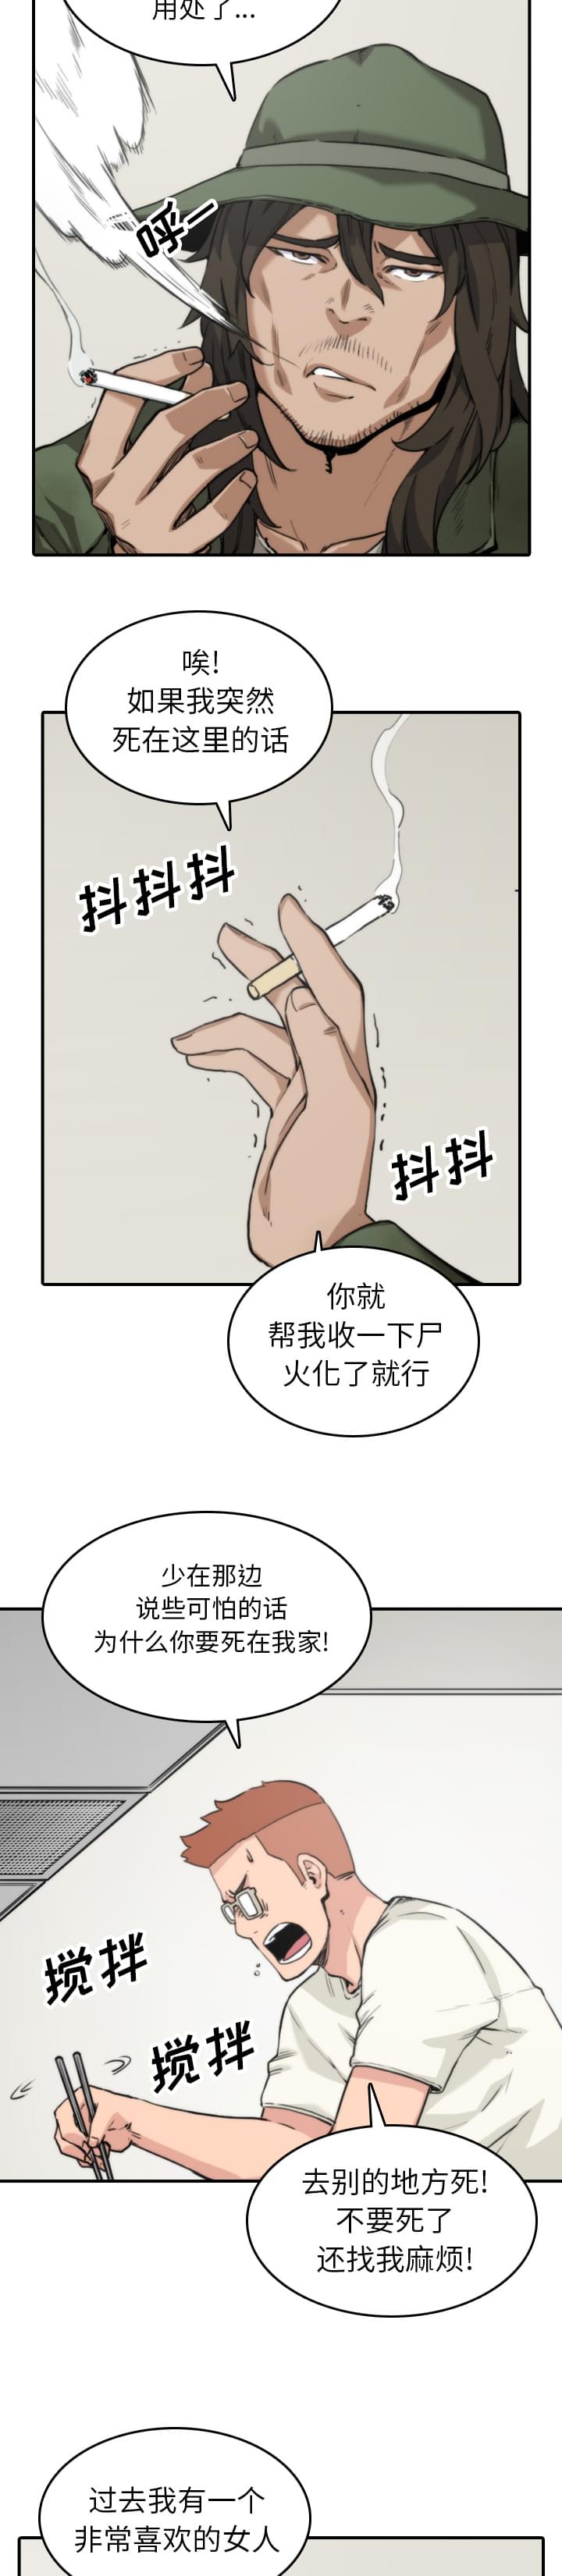 用处了...
呼一
唉!
如果我突然
死在这里的话
抖抖抖
抖抖
你就
帮我收一下尸
火化了就行
少在那边
说些可怕的话
为什么你要死在我家!
搅拌
搅拌
去别的地方死!
不要死了
还找我麻烦!
过去我有一个
非常喜欢的女人